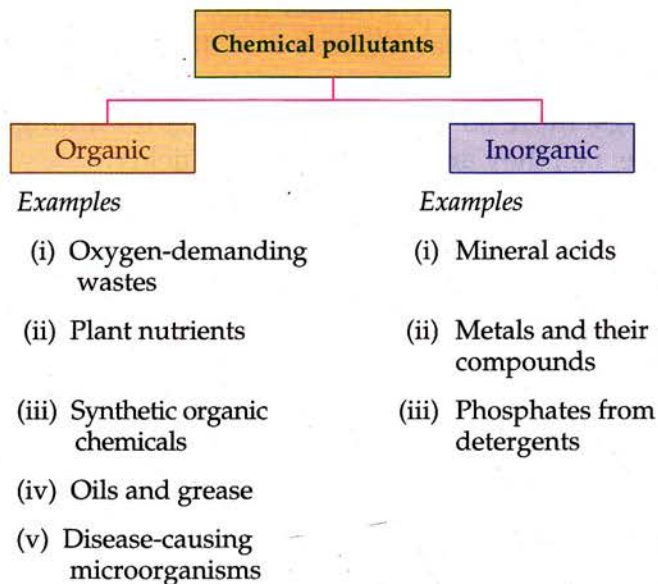 Chemical pollutants
Organic
Examples
(i) Oxygen-demanding
wastes
(ii) Plant nutrients
(iii) Synthetic organic
chemicals
(iv) Oils and grease
(v) Disease-causing
microorganisms
Inorganic
Examples
(i) Mineral acids
(ii) Metals and their
compounds
(iii) Phosphates from
detergents